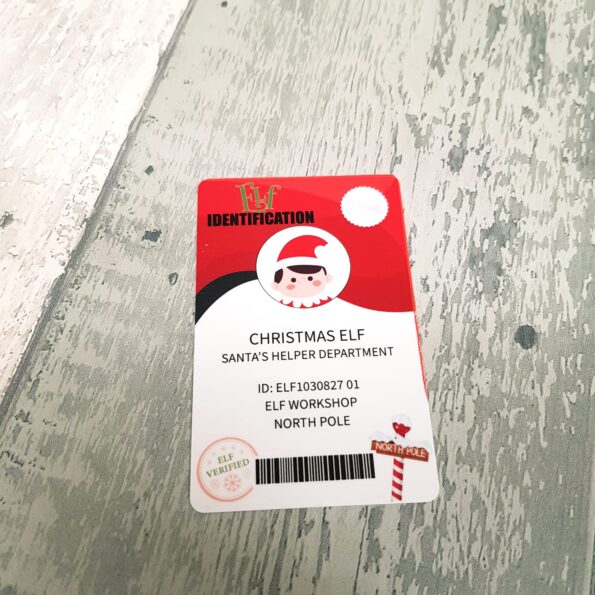 Elf
IDENTIFICATION
CHRISTMAS ELF
SANTA'S HELPER DEPARTMENT
ID: ELF1030827 01
ELF WORKSHOP
NORTH POLE
NORTH POLE
ELF
VERIFIED